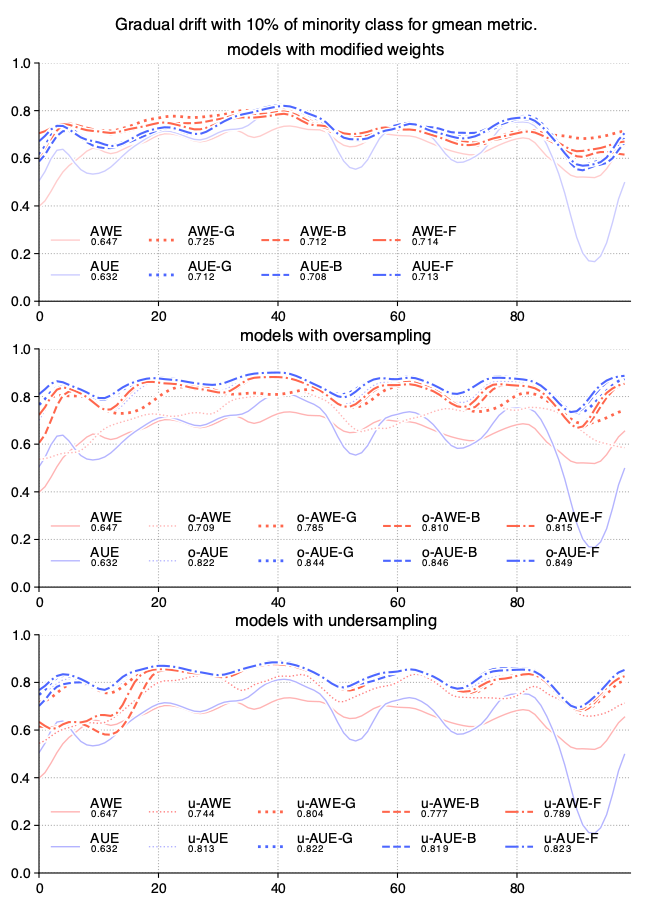 Gradual drift with 10% of minority class for gmean metric.
models with modified weights
1.0
0.8
0.6
0.4
0.2
0.0
AWE AWE-G AWE-B AWE-F
0.647 0.725 0.712 0.714
AUE AUE-G AUE-B AUE-F
0.632 0.712 0.708 0.713
0 20 40 60 80
models with oversampling
1.0
0.8
0.6
0.4
0.2
0.0
AWE o-AWE o-AWE-G o-AWE-B o-AWE-F
0.647 0.709 0.785 0.810 0.815
AUE o-AUE o-AUE-G o-AUE-B o-AUE-F
0.632 0.822 0.844 0.846 0.849
0 20 40 60 80
models with undersampling
1.0
0.8
0.6
0.4
0.2
0.0
AWE u-AWE u-AWE-G u-AWE-B u-AWE-F
0.647 0.744 0.804 0.777 0.789
AUE u-AUE u-AUE-G u-AUE-B u-AUE-F
0.632 0.813 0.822 0.819 0.823
0 20 40 60 80